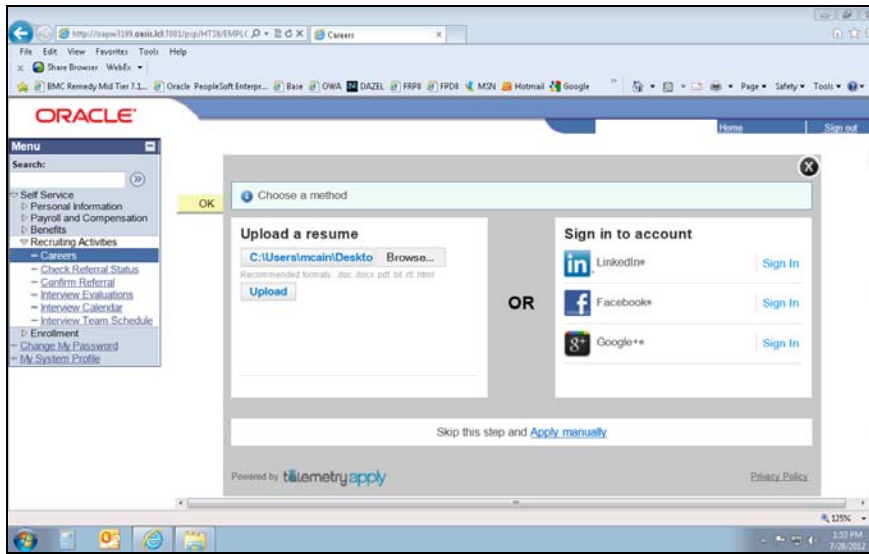 http://oapw3199.oasis.lcl:7001/psp/HT19/EMPLC
Careers
File Edit View Favorites Tools Help
Share Browser WebEx
BMC Remedy Mid Tier 7.1... Oracle PeopleSoft Enterpr... Base OWA DAZEL FRP8 FPD8 MSN Hotmail Google Page Safety Tools
ORACLE
Home Sign out
Menu
Search:
Self Service
Personal Information
Payroll and Compensation
Benefits
Recruiting Activities
Careers
Check Referral Status
Confirm Referral
Interview Evaluations
Interview Calendar
Interview Team Schedule
Enrollment
Change My Password
My System Profile
OK
Choose a method
Upload a resume
C:\Users\mcain\Deskto Browse...
Recommended formats: .doc .docx .pdf .txt .rtf .html
Upload
OR
Sign in to account
LinkedIn® Sign In
Facebook® Sign In
Google+® Sign In
Skip this step and Apply manually
Powered by talemetry apply
Privacy Policy
125%
1:53 PM
7/28/2012